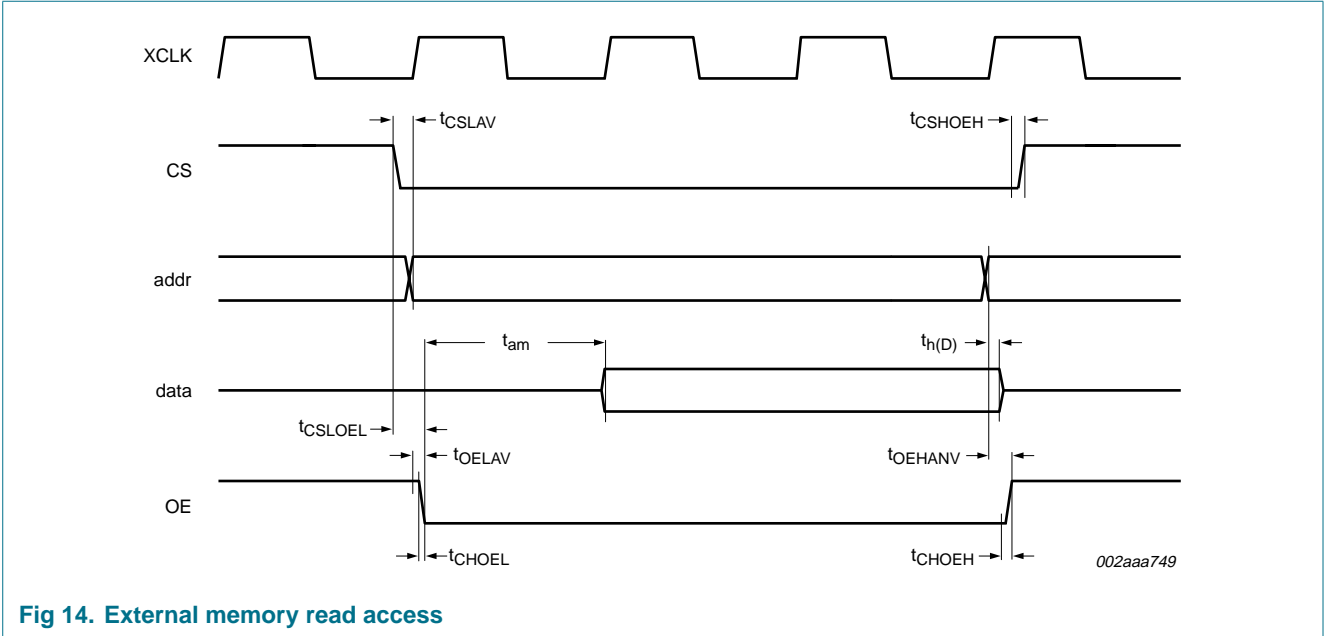 XCLK
tCSLAV
tCSHOEH
CS
addr
tam
th(D)
data
tCSLOEL
tOELAV
tOEHANV
OE
tCHOEL
tCHOEH
002aaa749
Fig 14. External memory read access